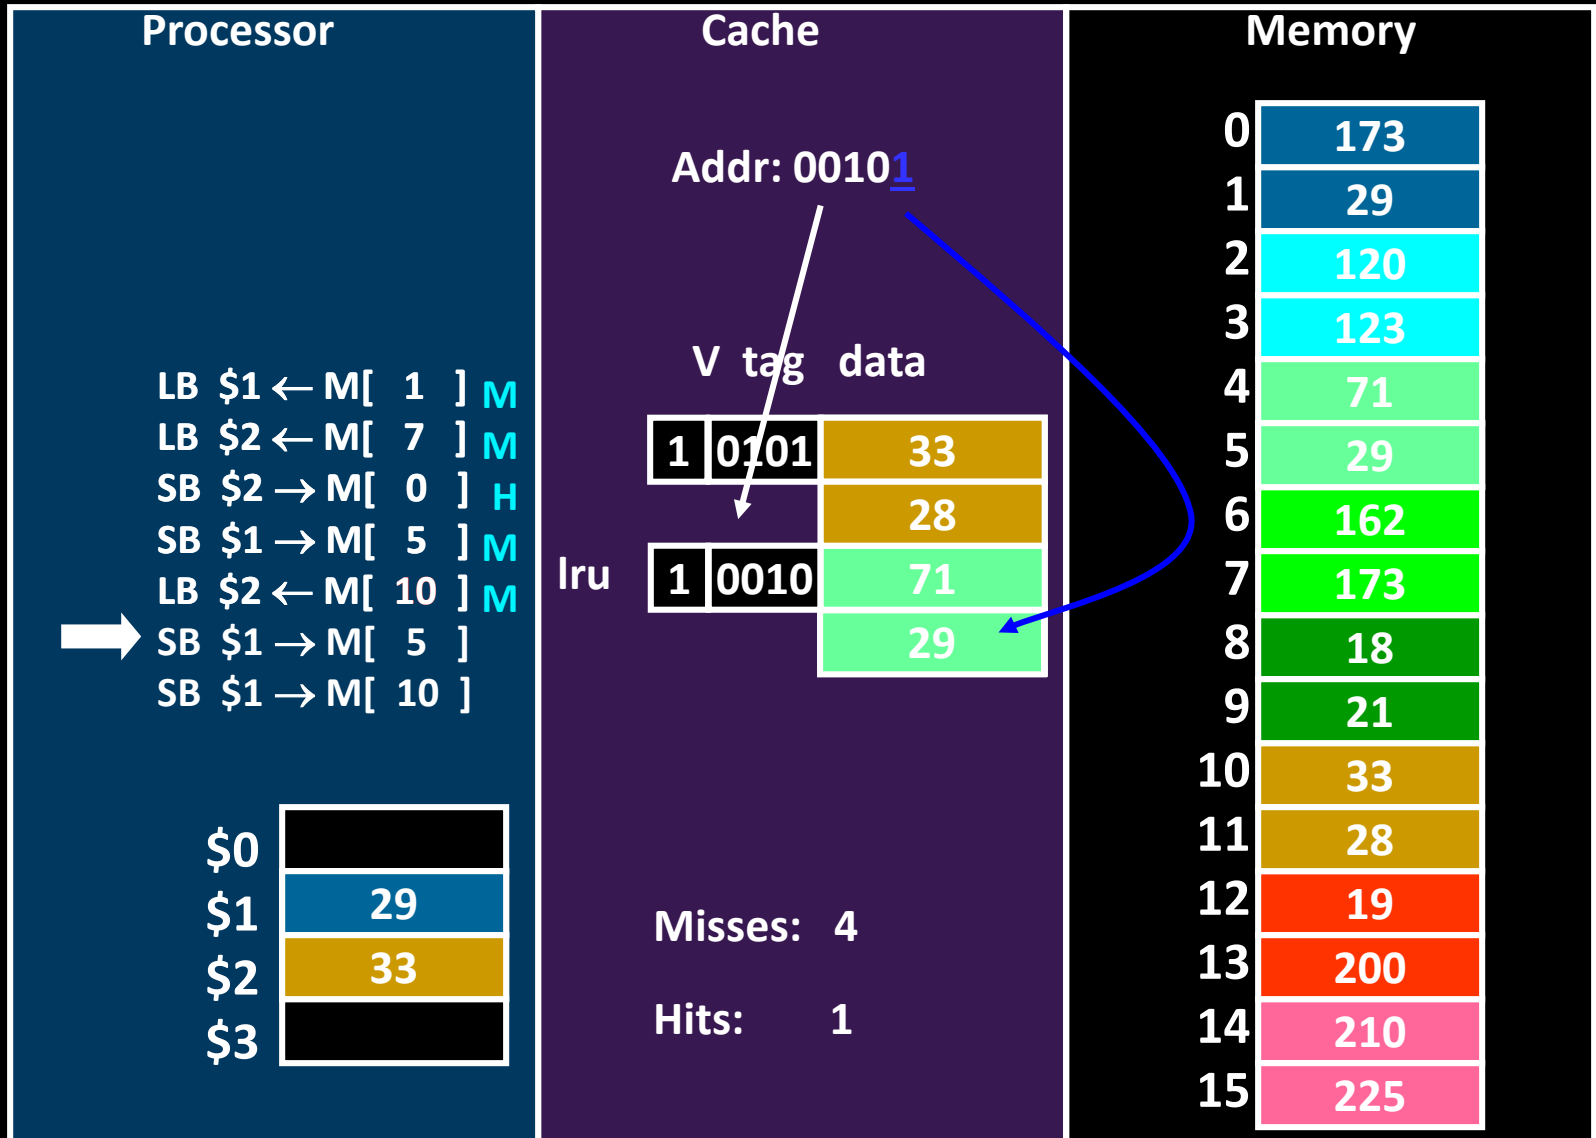 Processor
LB $1 ← M[ 1 ] M
LB $2 ← M[ 7 ] M
SB $2 → M[ 0 ] H
SB $1 → M[ 5 ] M
LB $2 ← M[ 10 ] M
SB $1 → M[ 5 ]
SB $1 → M[ 10 ]
$0
$1 29
$2 33
$3
Cache
Addr: 00101
V tag data
1 0101 33
28
lru 1 0010 71
29
Misses: 4
Hits: 1
Memory
0 173
1 29
2 120
3 123
4 71
5 29
6 162
7 173
8 18
9 21
10 33
11 28
12 19
13 200
14 210
15 225